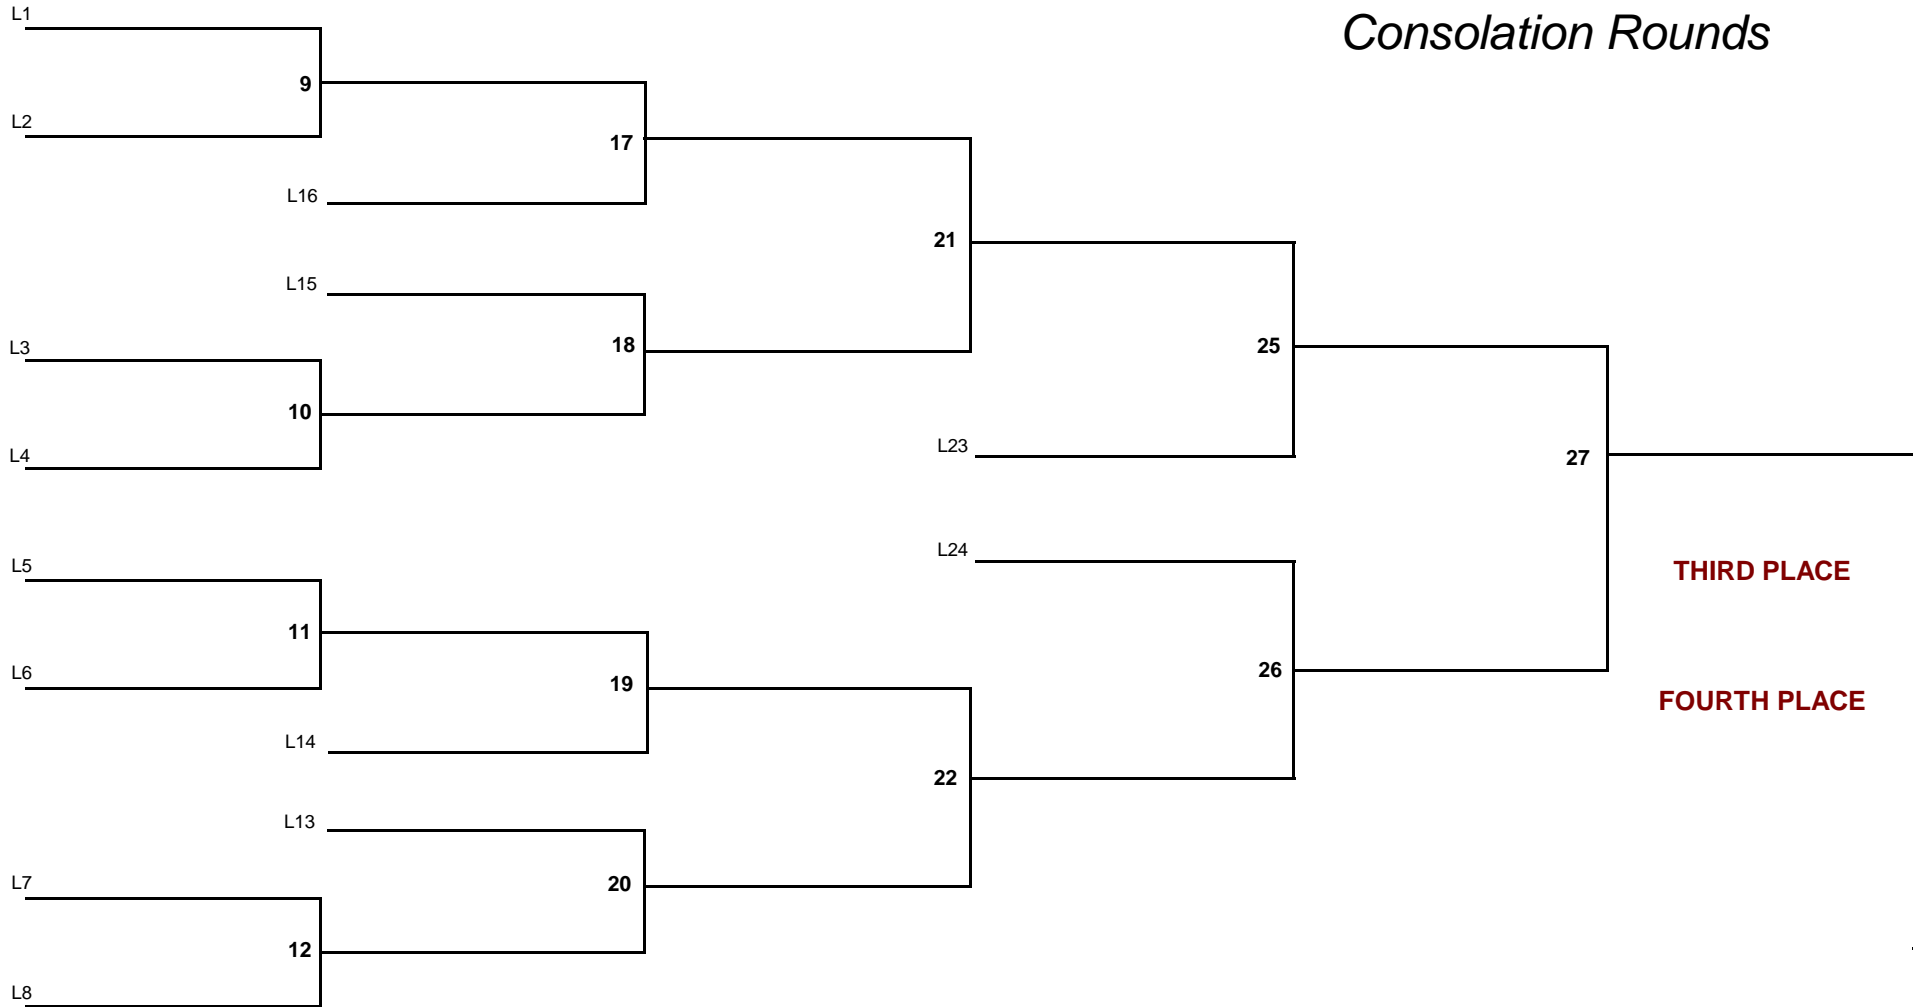 L1
Consolation Rounds
9
L2
17
L16
21
L15
L3
18
25
10
L23
L4
27
L24
L5
THIRD PLACE
11
L6
26
19
FOURTH PLACE
L14
22
L13
L7
20
12
L8